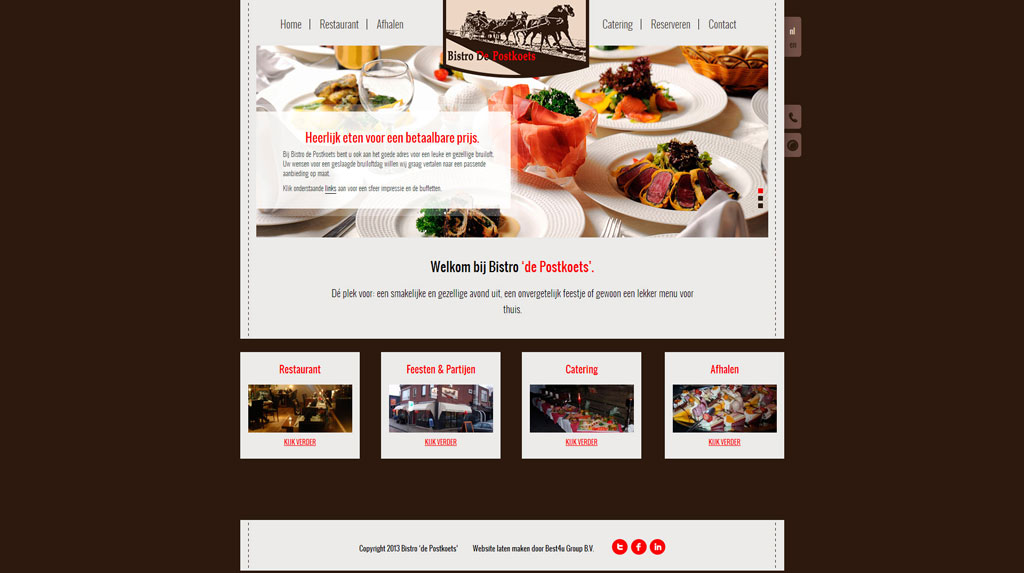 Home
Restaurant
Afhalen
Bistro De Postkoets
Catering
Reserveren
Contact
nl
en
Heerlijk eten voor een betaalbare prijs.
Bij Bistro de Postkoets bent u ook aan het goede adres voor een leuke en gezellige bruiloft.
Uw wensen voor een geslaagde bruiloftdag willen wij graag vertalen naar een passende
aanbieding op maat.
Klik onderstaande links aan voor een sfeer impressie en de buffetten.
Welkom bij Bistro ‘de Postkoets’.
Dé plek voor: een smakelijke en gezellige avond uit, een onvergetelijk feestje of gewoon een lekker menu voor
thuis.
Restaurant
KIJK VERDER
Feesten & Partijen
KIJK VERDER
Catering
KIJK VERDER
Afhalen
KIJK VERDER
Copyright 2013 Bistro ‘de Postkoets’
Website laten maken door Best4u Group B.V.